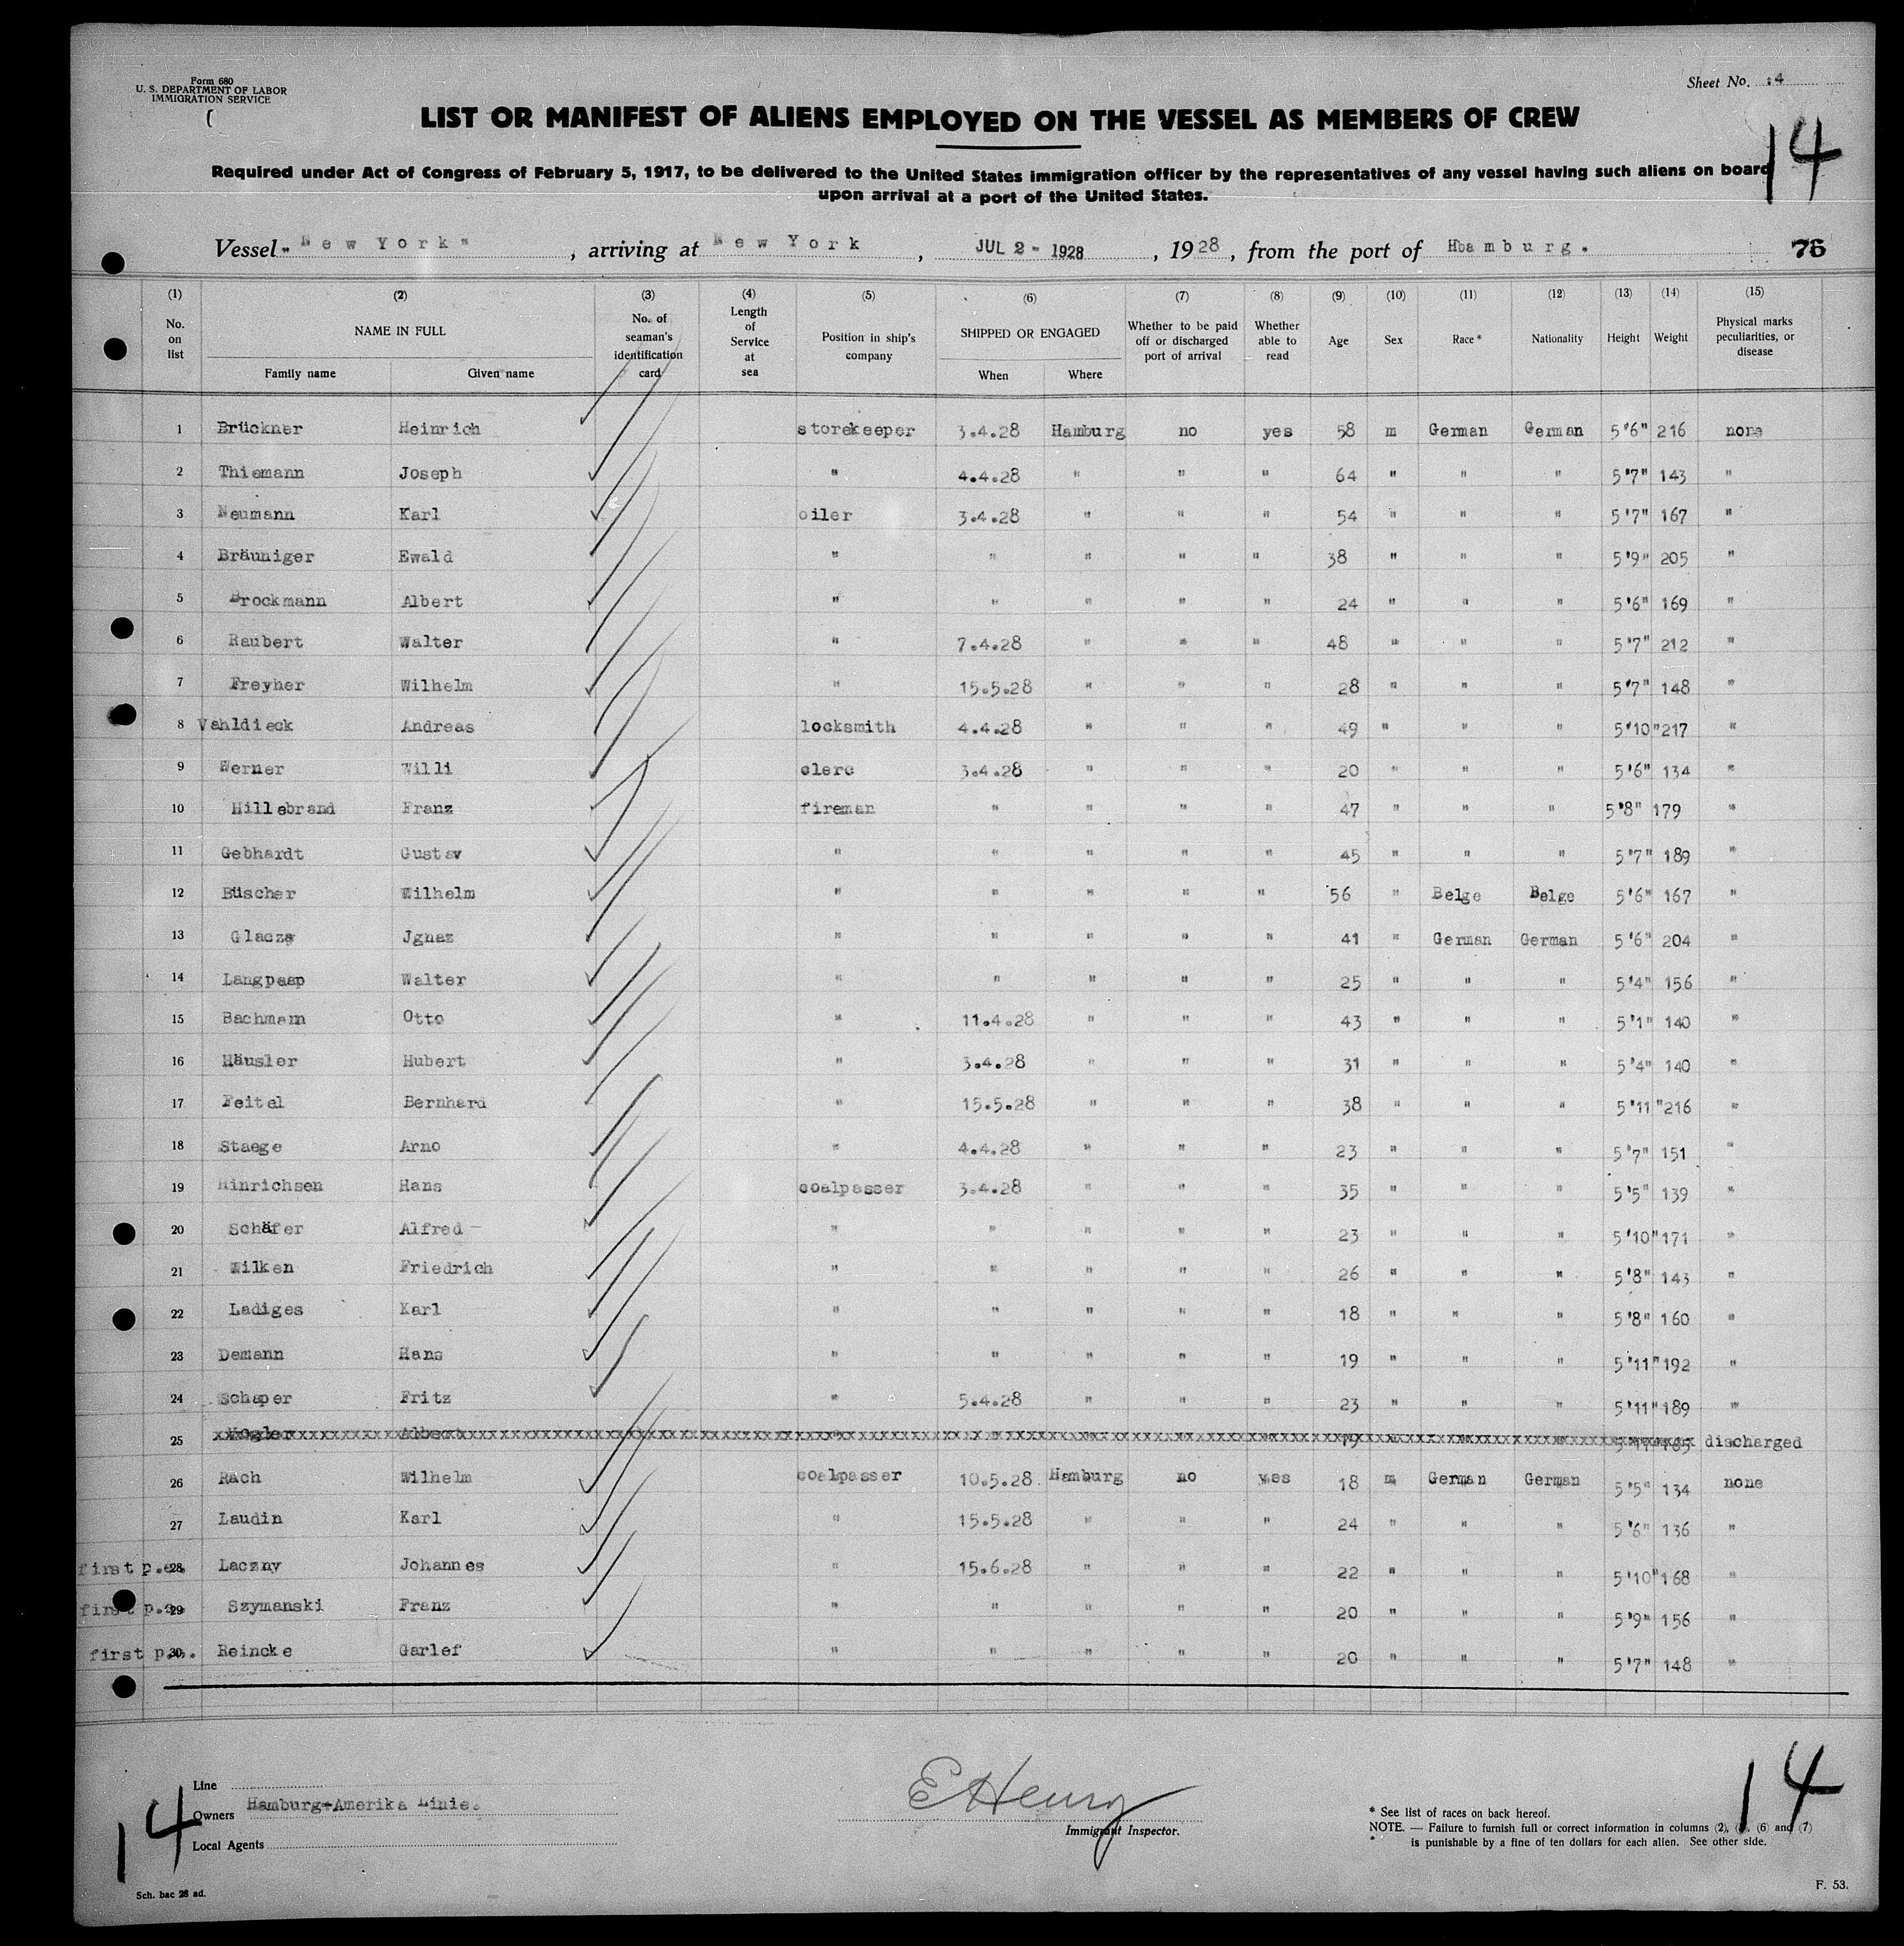 Form 680
U. S. DEPARTMENT OF LABOR
IMMIGRATION SERVICE
Sheet No. 14
LIST OR MANIFEST OF ALIENS EMPLOYED ON THE VESSEL AS MEMBERS OF CREW
14
Required under Act of Congress of February 5, 1917, to be delivered to the United States immigration officer by the representatives of any vessel having such aliens on board
upon arrival at a port of the United States.
Vessel "New York", arriving at New York, JUL 2 - 1928, 1928, from the port of Hamburg. 76
(1) (2) (3) (4) (5) (6) (7) (8) (9) (10) (11) (12) (13) (14) (15)
No. on list NAME IN FULL Family name Given name No. of seaman's identification card Length of Service at sea Position in ship's company SHIPPED OR ENGAGED When Where Whether to be paid off or discharged port of arrival Whether able to read Age Sex Race* Nationality Height Weight Physical marks peculiarities, or disease
1 Brückner Heinrich storekeeper 3.4.28 Hamburg no yes 58 m German German 5'6" 216 none
2 Thiemann Joseph " 4.4.28 " " " 64 " " " 5'7" 143 "
3 Neumann Karl oiler 3.4.28 " " " 54 " " " 5'7" 167 "
4 Bräuniger Ewald " " " " " 38 " " " 5'9" 205 "
5 Brockmann Albert " " " " " 24 " " " 5'6" 169 "
6 Raubert Walter " 7.4.28 " " " 48 " " " 5'7" 212 "
7 Freyher Wilhelm " 15.5.28 " " " 28 " " " 5'7" 148 "
8 Vahldieck Andreas locksmith 4.4.28 " " " 49 " " " 5'10" 217 "
9 Werner Willi clerc 3.4.28 " " " 20 " " " 5'6" 134 "
10 Hillebrand Franz fireman " " " " 47 " " " 5'8" 179 "
11 Gebhardt Gustav " " " " " 45 " " " 5'7" 189 "
12 Büscher Wilhelm " " " " " 56 " Belge Belge 5'6" 167 "
13 Jgnaz " " " " " 41 " German German 5'6" 204 "
14 Langpaap Walter " " " " " 25 " " " 5'4" 156 "
15 Bachmann Otto " 11.4.28 " " " 43 " " " 5'1" 140 "
16 Häusler Hubert " 3.4.28 " " " 31 " " " 5'4" 140 "
17 Feitel Bernhard " 15.5.28 " " " 38 " " " 5'11" 216 "
18 Staege Arno " 4.4.28 " " " 23 " " " 5'7" 151 "
19 Hinrichsen Hans coalpasser 3.4.28 " " " 35 " " " 5'5" 139 "
20 Schäfer Alfred " " " " " 23 " " " 5'10" 171 "
21 Wilken Friedrich " " " " " 26 " " " 5'8" 143 "
22 Ladiges Karl " " " " " 18 " " " 5'8" 160 "
23 Demann Hans " " " " " 19 " " " 5'11" 192 "
24 Schaper Fritz " 5.4.28 " " " 23 " " " 5'11" 189 "
25 Albert 19 discharged
26 Rach Wilhelm coalpasser 10.5.28 Hamburg no yes 18 m German German 5'5" 134 none
27 Laudin Karl " 15.5.28 " " " 24 " " " 5'6" 136 "
first p.e. 28 Laczny Johannes " 15.6.28 " " " 22 " " " 5'10" 168 "
first p.e. 29 Szymanski Franz " " " " " 20 " " " 5'9" 156 "
first p.e. 30 Reincke Garlef " " " " " 20 " " " 5'7" 148 "
Line
Owners Hamburg-Amerika Linie.
Local Agents
14
E Henry
Immigrant Inspector.
* See list of races on back hereof.
NOTE. — Failure to furnish full or correct information in columns (2), (6) and (7)
is punishable by a fine of ten dollars for each alien. See other side.
14
Sch. bac 28 ad.
F. 53.